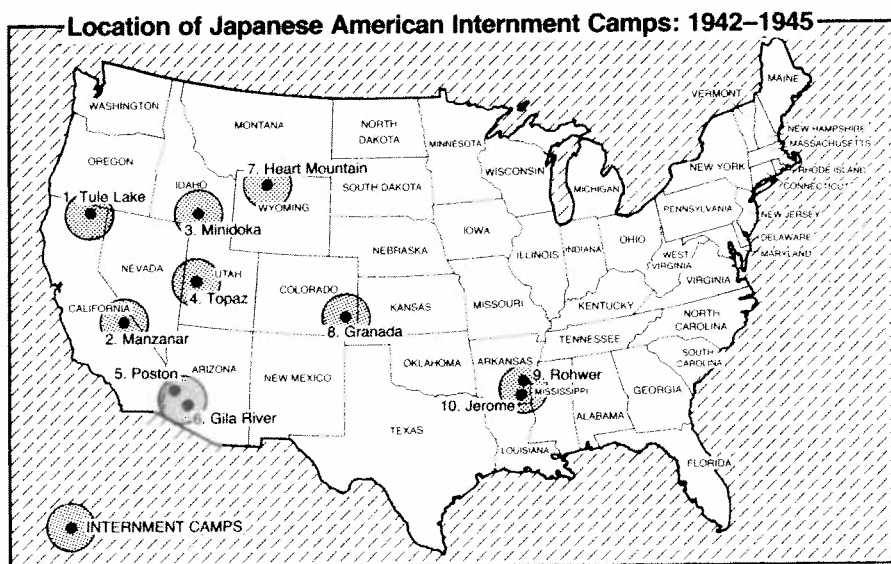 Location of Japanese American Internment Camps: 1942–1945
MAINE
WASHINGTON
VERMONT
MONTANA
NORTH
DAKOTA
MINNESOTA
NEW HAMPSHIRE
MASSACHUSETTS
OREGON
WISCONSIN
NEW YORK
RHODE ISLAND
CONNECTICUT
7. Heart Mountain
IDAHO
SOUTH DAKOTA
MICHIGAN
1. Tule Lake
WYOMING
PENNSYLVANIA
NEW JERSEY
3. Minidoka
IOWA
DELAWARE
NEBRASKA
ILLINOIS
INDIANA
OHIO
MARYLAND
NEVADA
UTAH
WEST
VIRGINIA
VIRGINIA
4. Topaz
COLORADO
KANSAS
MISSOURI
KENTUCKY
CALIFORNIA
NORTH
CAROLINA
2. Manzanar
8. Granada
TENNESSEE
5. Poston
ARIZONA
NEW MEXICO
OKLAHOMA
ARKANSAS
SOUTH
CAROLINA
9. Rohwer
MISSISSIPPI
GEORGIA
10. Jerome
6. Gila River
ALABAMA
TEXAS
LOUISIANA
FLORIDA
INTERNMENT CAMPS